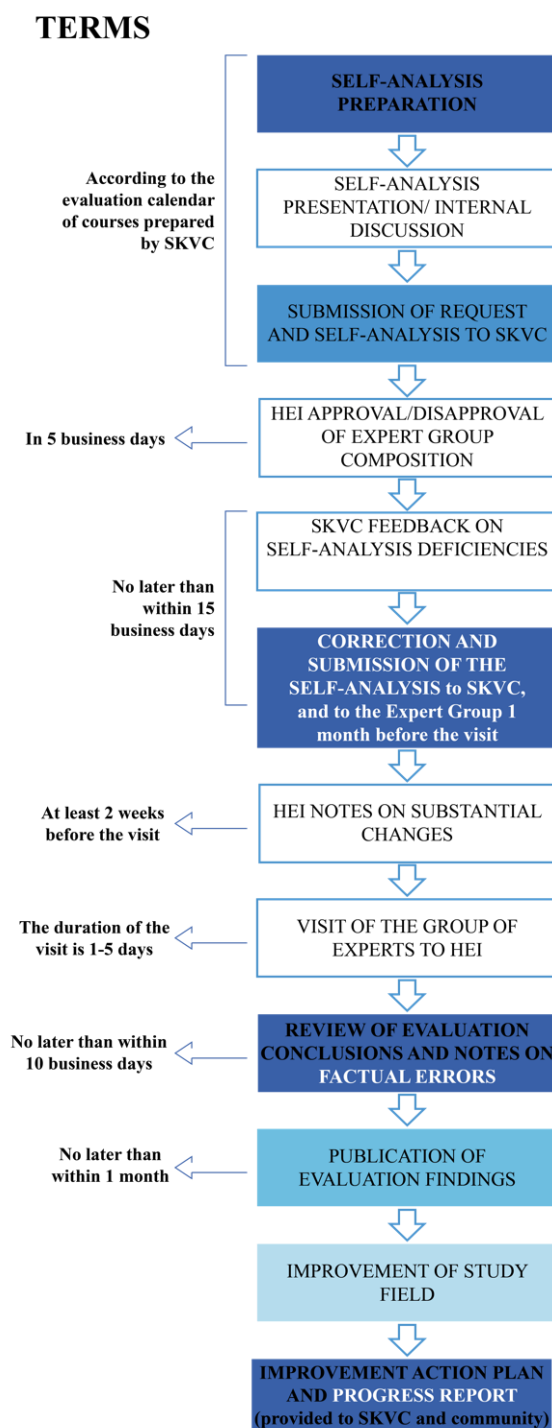 TERMS
SELF-ANALYSIS
PREPARATION
According to the
evaluation calendar
of courses prepared
by SKVC
SELF-ANALYSIS
PRESENTATION/ INTERNAL
DISCUSSION
SUBMISSION OF REQUEST
AND SELF-ANALYSIS TO SKVC
In 5 business days
HEI APPROVAL/DISAPPROVAL
OF EXPERT GROUP
COMPOSITION
SKVC FEEDBACK ON
SELF-ANALYSIS DEFICIENCIES
No later than
within 15
business days
CORRECTION AND
SUBMISSION OF THE
SELF-ANALYSIS to SKVC,
and to the Expert Group 1
month before the visit
At least 2 weeks
before the visit
HEI NOTES ON SUBSTANTIAL
CHANGES
The duration of the
visit is 1-5 days
VISIT OF THE GROUP OF
EXPERTS TO HEI
No later than within
10 business days
REVIEW OF EVALUATION
CONCLUSIONS AND NOTES ON
FACTUAL ERRORS
No later than
within 1 month
PUBLICATION OF
EVALUATION FINDINGS
IMPROVEMENT OF STUDY
FIELD
IMPROVEMENT ACTION PLAN
AND PROGRESS REPORT
(provided to SKVC and community)